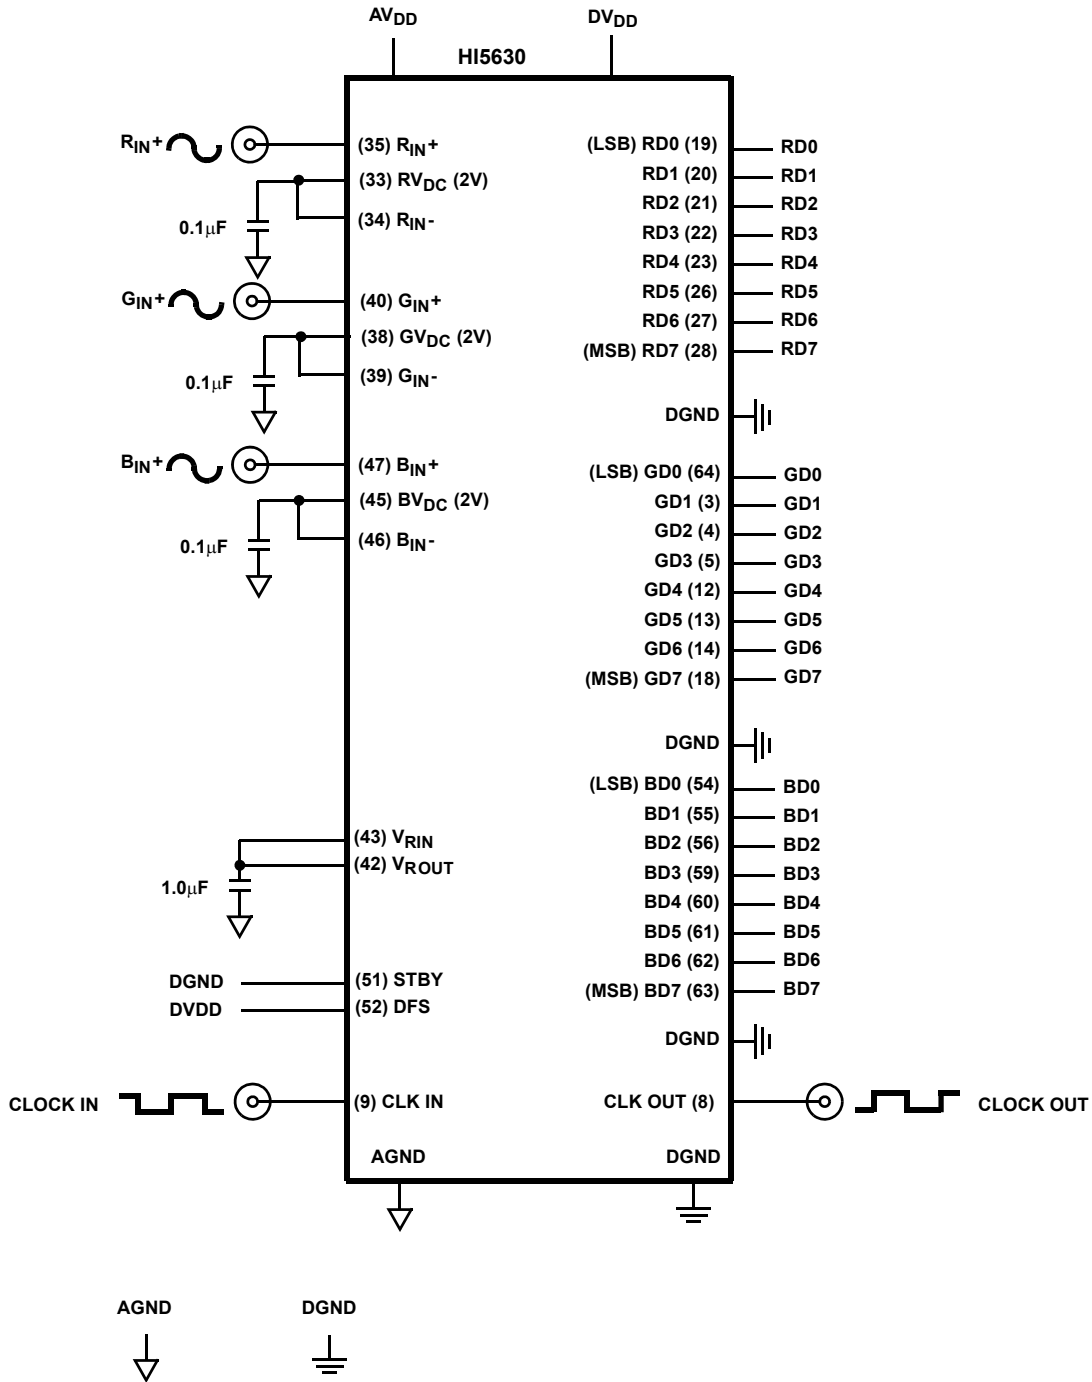 AVDD
DVDD
HI5630
RIN+
(35) RIN+
(33) RVDC (2V)
0.1µF
(34) RIN-
GIN+
(40) GIN+
(38) GVDC (2V)
0.1µF
(39) GIN-
BIN+
(47) BIN+
(45) BVDC (2V)
0.1µF
(46) BIN-
(43) VRIN
(42) VROUT
1.0µF
DGND
(51) STBY
DVDD
(52) DFS
CLOCK IN
(9) CLK IN
AGND
(LSB) RD0 (19) RD0
RD1 (20) RD1
RD2 (21) RD2
RD3 (22) RD3
RD4 (23) RD4
RD5 (26) RD5
RD6 (27) RD6
(MSB) RD7 (28) RD7
DGND
(LSB) GD0 (64) GD0
GD1 (3) GD1
GD2 (4) GD2
GD3 (5) GD3
GD4 (12) GD4
GD5 (13) GD5
GD6 (14) GD6
(MSB) GD7 (18) GD7
DGND
(LSB) BD0 (54) BD0
BD1 (55) BD1
BD2 (56) BD2
BD3 (59) BD3
BD4 (60) BD4
BD5 (61) BD5
BD6 (62) BD6
(MSB) BD7 (63) BD7
DGND
CLK OUT (8)
CLOCK OUT
DGND
AGND
DGND